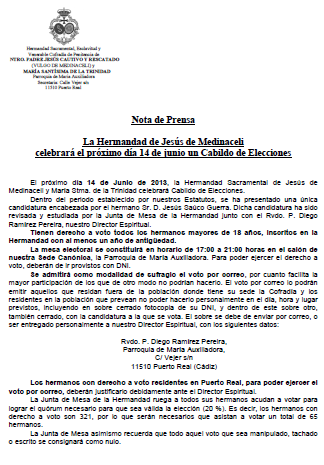 Hermandad Sacramental, Esclavitud y
Venerable Cofradía de Penitencia de
NTRO. PADRE JESÚS CAUTIVO Y RESCATADO
(VULGO DE MEDINACELI) y
MARÍA SANTÍSIMA DE LA TRINIDAD
Parroquia de María Auxiliadora
Secretaría: Calle Vejer s/n
11510 Puerto Real
Nota de Prensa
La Hermandad de Jesús de Medinaceli
celebrará el próximo día 14 de junio un Cabildo de Elecciones
El próximo día 14 de Junio de 2013, la Hermandad Sacramental de Jesús de
Medinaceli y María Stma. de la Trinidad celebrará Cabildo de Elecciones.
Dentro del periodo establecido por nuestros Estatutos, se ha presentado una única
candidatura encabezada por el hermano Sr. D. Jesús Saúco Guerra. Dicha candidatura ha sido
revisada y estudiada por la Junta de Mesa de la Hermandad junto con el Rvdo. P. Diego
Ramírez Pereira, nuestro Director Espiritual.
Tienen derecho a voto todos los hermanos mayores de 18 años, inscritos en la
Hermandad con al menos un año de antigüedad.
La mesa electoral se constituirá en horario de 17:00 a 21:00 horas en el salón de
nuestra Sede Canónica, la Parroquia de María Auxiliadora. Para poder ejercer el derecho a
voto, deberán de ir provistos con DNI.
Se admitirá como modalidad de sufragio el voto por correo, por cuanto facilita la
mayor participación de los que de otro modo no podrían hacerlo. El voto por correo lo podrán
emitir aquellos que residan fuera de la población donde tiene su sede la Cofradía y los
residentes en la población que prevean no poder hacerlo personalmente en el día, hora y lugar
previstos, incluyendo en sobre cerrado fotocopia de su DNI, y dentro de este sobre otro,
también cerrado, con la candidatura a la que se vota. El sobre se debe de enviar por correo, o
ser entregado personalmente a nuestro Director Espiritual, con los siguientes datos:
Rvdo. P. Diego Ramírez Pereira,
Parroquia de María Auxiliadora,
C/ Vejer s/n
11510 Puerto Real (Cádiz)
Los hermanos con derecho a voto residentes en Puerto Real, para poder ejercer el
voto por correo, deberán justificarlo debidamente ante el Director Espiritual.
La Junta de Mesa de la Hermandad ruega a todos sus hermanos acudan a votar para
lograr el quórum necesario para que sea válida la elección (20 %). Es decir, los hermanos con
derecho a voto son 321, por lo que serán necesarios que asistan a votar un total de 65
hermanos.
La Junta de Mesa asimismo recuerda que todo aquel voto que sea manipulado, tachado
o escrito se consignará como nulo.